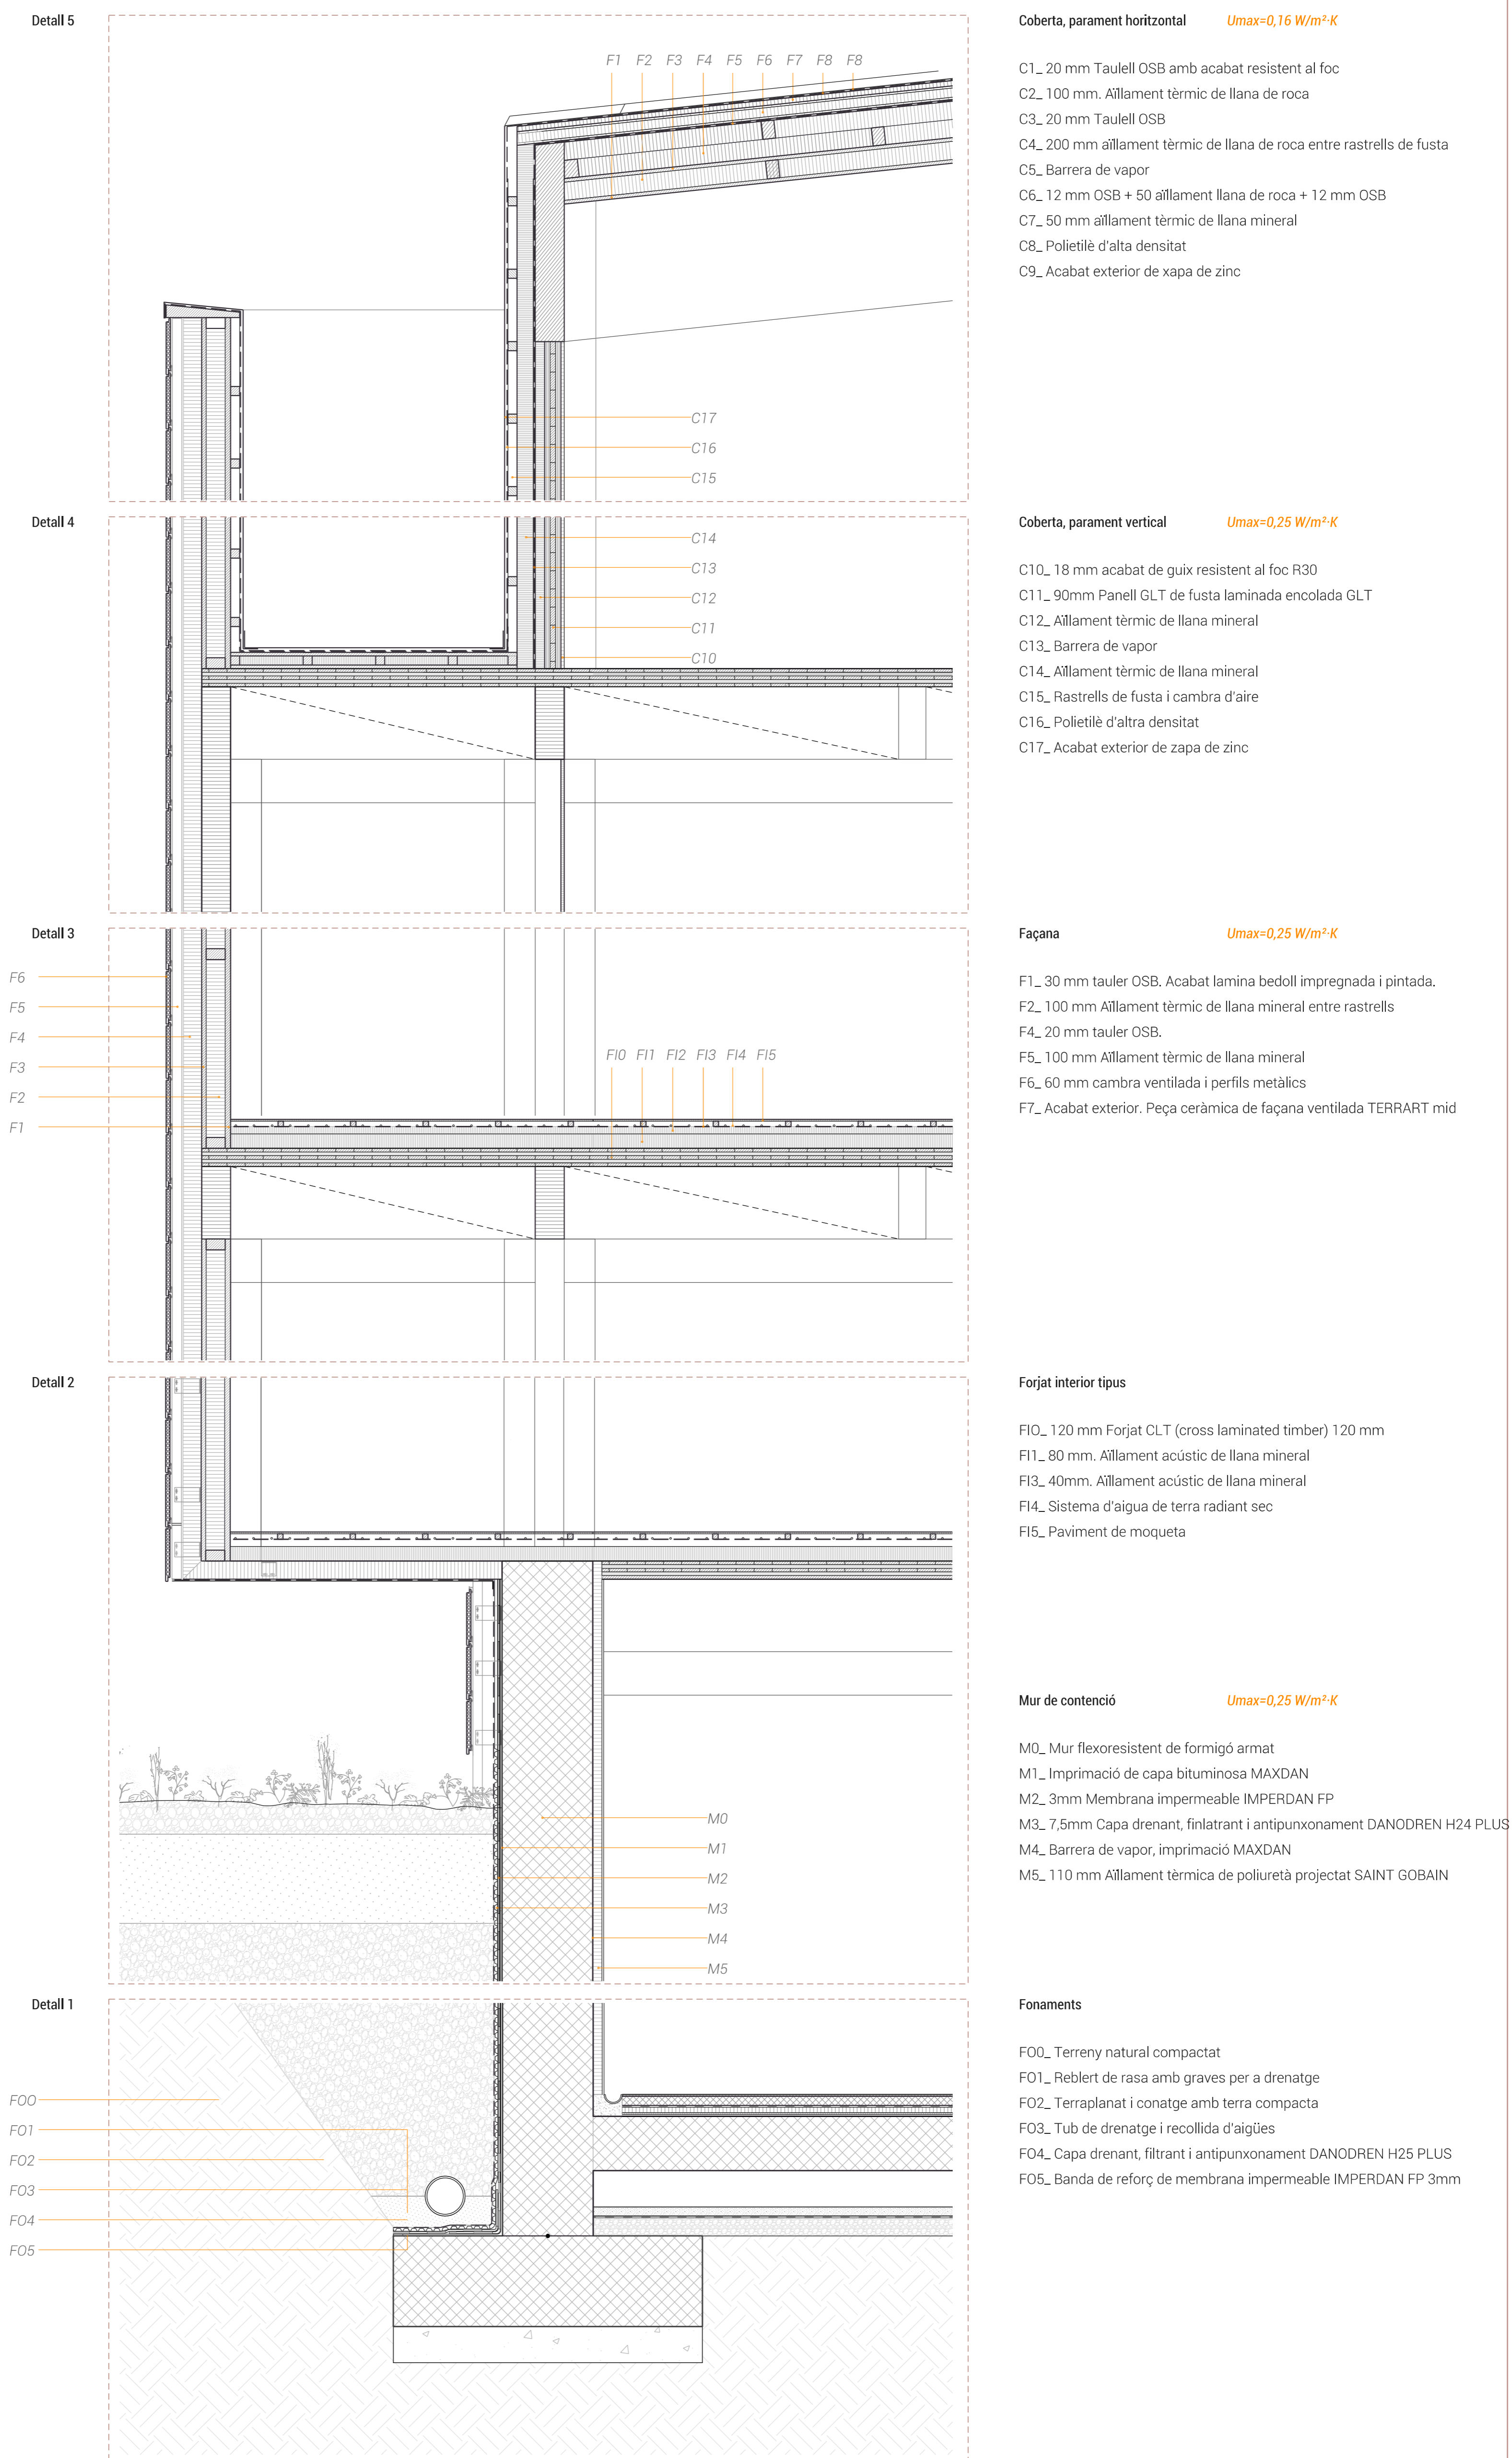 Detall 5
F1 F2 F3 F4 F5 F6 F7 F8 F8
C17
C16
C15
Coberta, parament horitzontal Umax=0,16 W/m²·K
C1_ 20 mm Taulell OSB amb acabat resistent al foc
C2_ 100 mm. Aïllament tèrmic de llana de roca
C3_ 20 mm Taulell OSB
C4_ 200 mm aïllament tèrmic de llana de roca entre rastrells de fusta
C5_ Barrera de vapor
C6_ 12 mm OSB + 50 aïllament llana de roca + 12 mm OSB
C7_ 50 mm aïllament tèrmic de llana mineral
C8_ Polietilè d'alta densitat
C9_ Acabat exterior de xapa de zinc
Detall 4
C14
C13
C12
C11
C10
Coberta, parament vertical Umax=0,25 W/m²·K
C10_ 18 mm acabat de guix resistent al foc R30
C11_ 90mm Panell GLT de fusta laminada encolada GLT
C12_ Aïllament tèrmic de llana mineral
C13_ Barrera de vapor
C14_ Aïllament tèrmic de llana mineral
C15_ Rastrells de fusta i cambra d'aire
C16_ Polietilè d'altra densitat
C17_ Acabat exterior de zapa de zinc
Detall 3
F6
F5
F4
F3
F2
F1
FI0 FI1 FI2 FI3 FI4 FI5
Façana Umax=0,25 W/m²·K
F1_ 30 mm tauler OSB. Acabat lamina bedoll impregnada i pintada.
F2_ 100 mm Aïllament tèrmic de llana mineral entre rastrells
F4_ 20 mm tauler OSB.
F5_ 100 mm Aïllament tèrmic de llana mineral
F6_ 60 mm cambra ventilada i perfils metàlics
F7_ Acabat exterior. Peça ceràmica de façana ventilada TERRART mid
Detall 2
Forjat interior tipus
FIO_ 120 mm Forjat CLT (cross laminated timber) 120 mm
FI1_ 80 mm. Aïllament acústic de llana mineral
FI3_ 40mm. Aïllament acústic de llana mineral
FI4_ Sistema d'aigua de terra radiant sec
FI5_ Paviment de moqueta
M0
M1
M2
M3
M4
M5
Mur de contenció Umax=0,25 W/m²·K
M0_ Mur flexoresistent de formigó armat
M1_ Imprimació de capa bituminosa MAXDAN
M2_ 3mm Membrana impermeable IMPERDAN FP
M3_ 7,5mm Capa drenant, finlatrant i antipunxonament DANODREN H24 PLUS
M4_ Barrera de vapor, imprimació MAXDAN
M5_ 110 mm Aïllament tèrmica de poliuretà projectat SAINT GOBAIN
Detall 1
FO0
FO1
FO2
FO3
FO4
FO5
Fonaments
FO0_ Terreny natural compactat
FO1_ Reblert de rasa amb graves per a drenatge
FO2_ Terraplanat i conatge amb terra compacta
FO3_ Tub de drenatge i recollida d'aigües
FO4_ Capa drenant, filtrant i antipunxonament DANODREN H25 PLUS
FO5_ Banda de reforç de membrana impermeable IMPERDAN FP 3mm